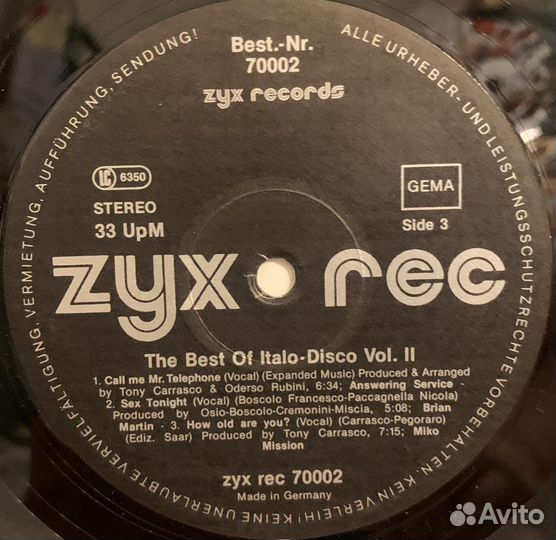 ALLE URHEBER- UND LEISTUNGSSCHUTZRECHTE VORBEHALTEN. KEIN VERLEIH! KEINE UNERLAUBTE VERVIELFÄLTIGUNG, VERMIETUNG, AUFFÜHRUNG, SENDUNG!
Best.-Nr.
70002
zyx records
LC 6350
STEREO
33 UpM
GEMA
Side 3
zyx rec
The Best Of Italo-Disco Vol. II
1. Call me Mr. Telephone (Vocal) (Expanded Music) Produced & Arranged
by Tony Carrasco & Oderso Rubini, 6:34; Answering Service -
2. Sex Tonight (Vocal) (Boscolo Francesco-Paccagnella Nicola)
Produced by Osio-Boscolo-Cremonini-Miscia, 5:08; Brian
Martin - 3. How old are you? (Vocal) (Carrasco-Pegoraro)
(Ediz. Saar) Produced by Tony Carrasco, 7:15; Miko
Mission
zyx rec 70002
Made in Germany
Avito